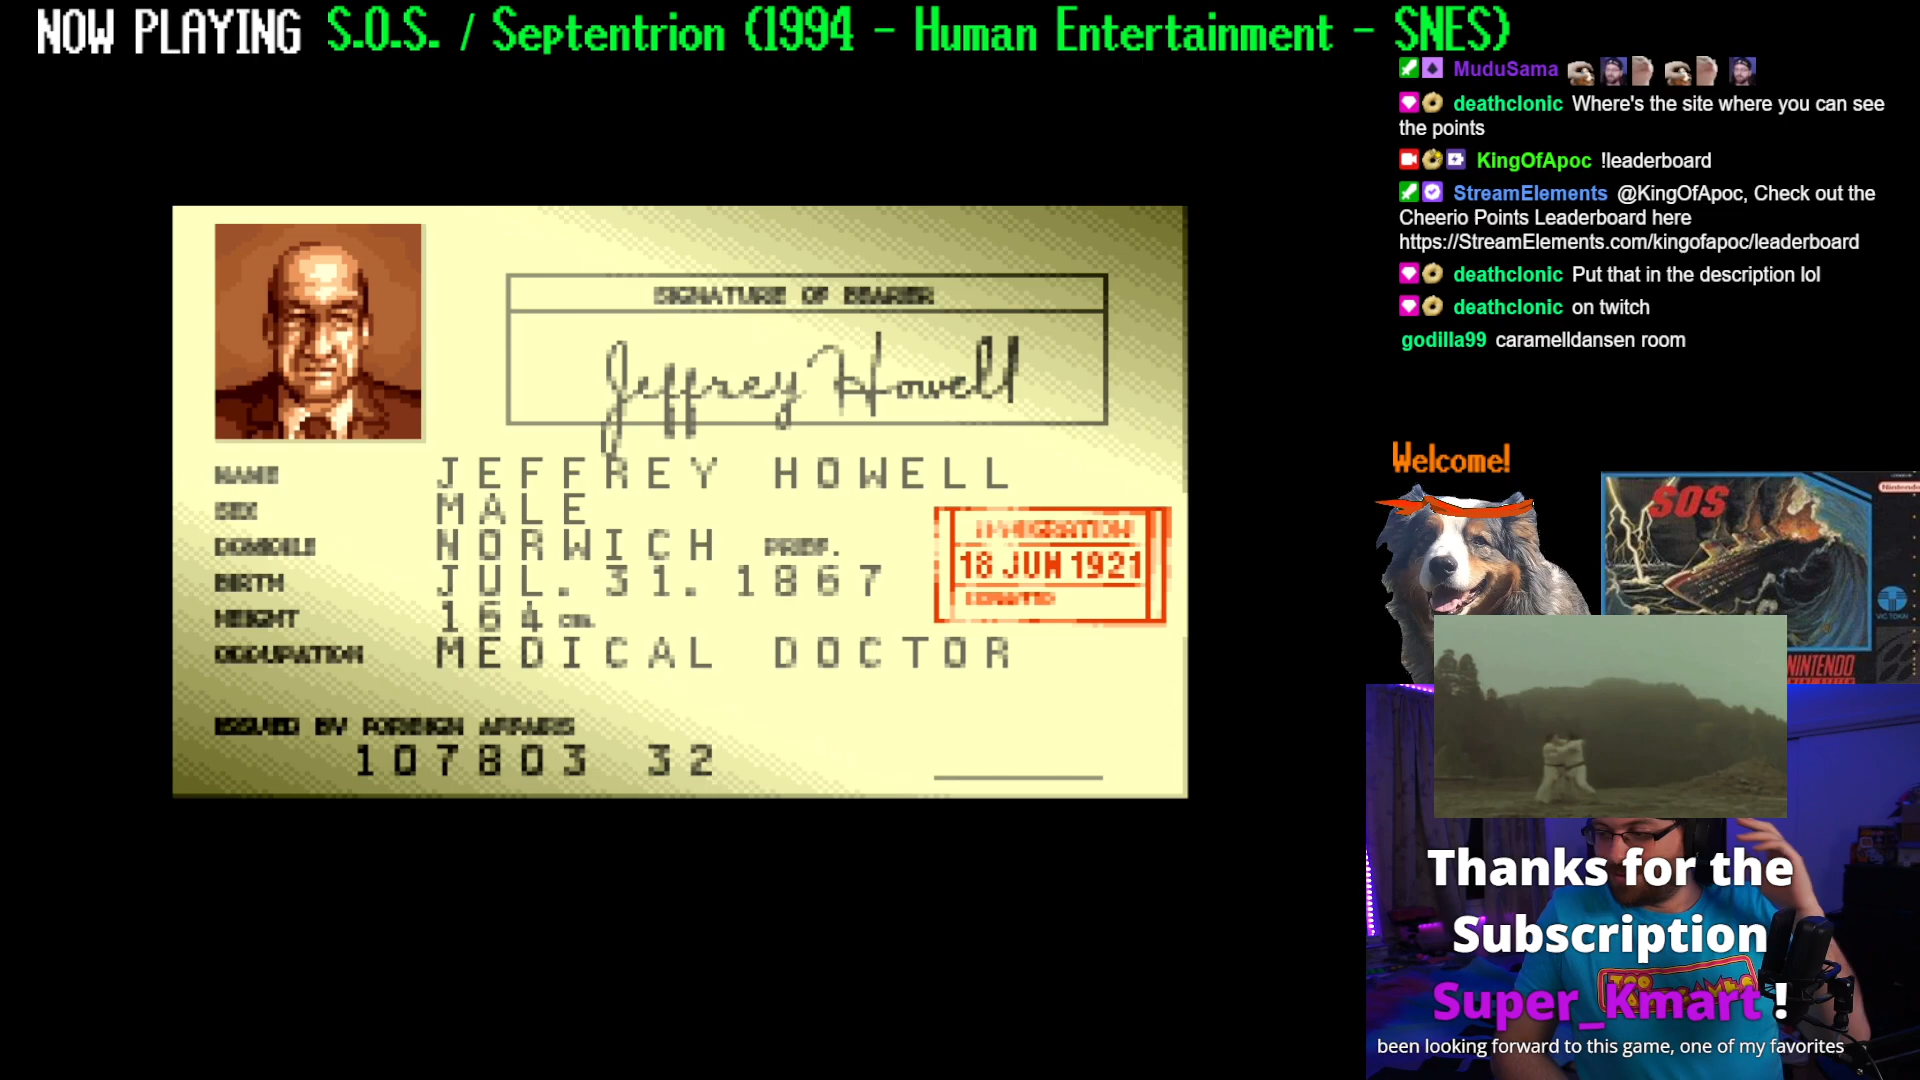 NOW PLAYING S.O.S. / Septentrion (1994 - Human Entertainment - SNES)
MuduSama
deathclonic Where's the site where you can see
the points
KingOfApoc !leaderboard
StreamElements @KingOfApoc, Check out the
Cheerio Points Leaderboard here
https://StreamElements.com/kingofapoc/leaderboard
deathclonic Put that in the description lol
deathclonic on twitch
godilla99 caramelldansen room
SIGNATURE OF BEARER
Jeffrey Howell
NAME JEFFREY HOWELL
SEX MALE
DOMICILE NORWICH PREF.
BIRTH JUL. 31. 1867
HEIGHT 164 cm.
OCCUPATION MEDICAL DOCTOR
IMMIGRATION
18 JUN 1921
ISSUED BY FOREIGN AFFAIRS
107803 32
Welcome!
SOS
Nintendo
VIC TOKAI
NINTENDO
Thanks for the
Subscription
Super_Kmart !
been looking forward to this game, one of my favorites